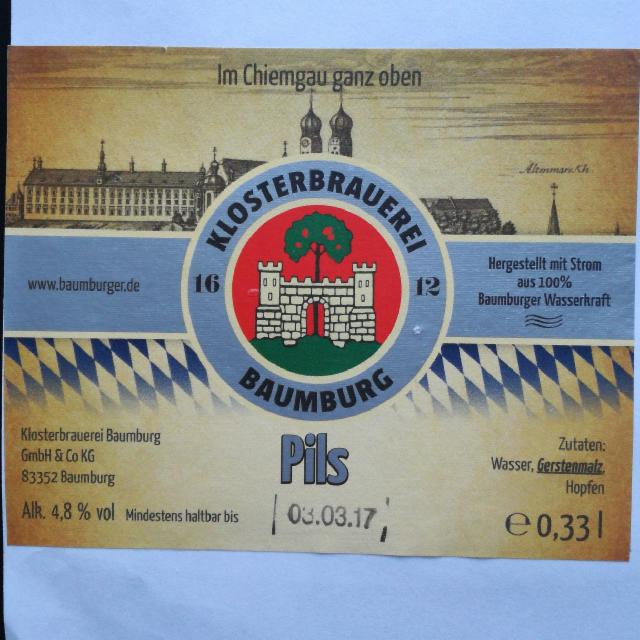 Im Chiemgau ganz oben
Altenmarckh
KLOSTERBRAUEREI
16 12
BAUMBURG
www.baumburger.de
Hergestellt mit Strom
aus 100%
Baumburger Wasserkraft
Pils
Klosterbrauerei Baumburg
GmbH & Co KG
83352 Baumburg
Alk. 4,8 % vol Mindestens haltbar bis
03.03.17
Zutaten:
Wasser, Gerstenmalz,
Hopfen
℮ 0,33 l